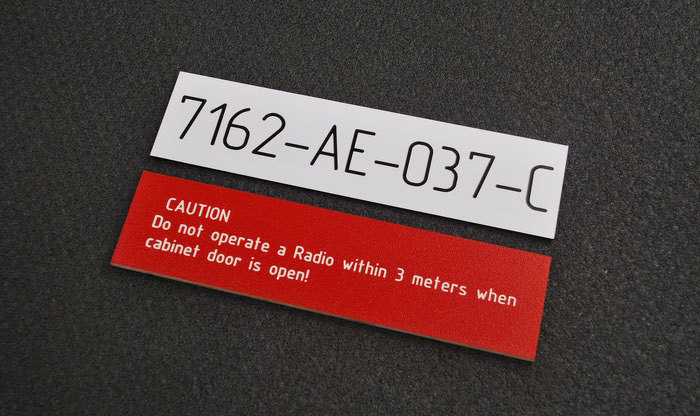 7162-AE-037-C
CAUTION
Do not operate a Radio within 3 meters when
cabinet door is open!